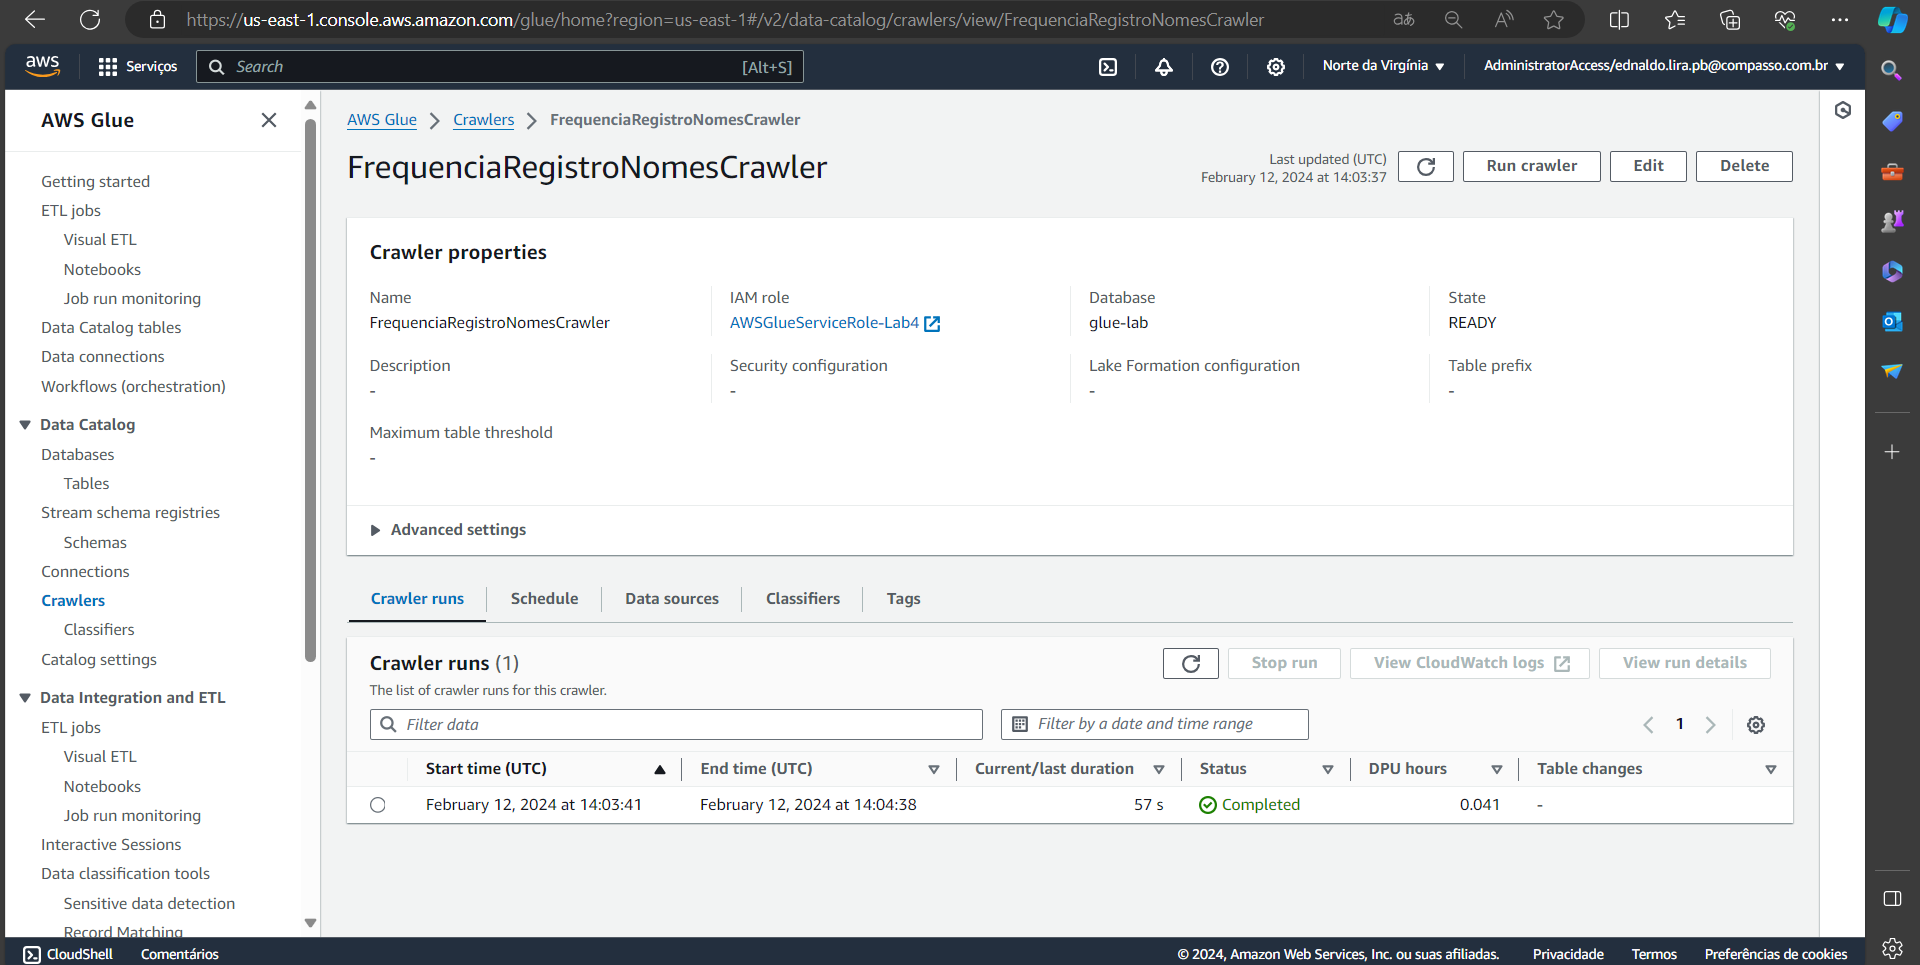 https://us-east-1.console.aws.amazon.com/glue/home?region=us-east-1#/v2/data-catalog/crawlers/view/FrequenciaRegistroNomesCrawler
aws
Serviços
Search [Alt+S]
Norte da Virgínia
AdministratorAccess/ednaldo.lira.pb@compasso.com.br
AWS Glue
Getting started
ETL jobs
Visual ETL
Notebooks
Job run monitoring
Data Catalog tables
Data connections
Workflows (orchestration)
Data Catalog
Databases
Tables
Stream schema registries
Schemas
Connections
Crawlers
Classifiers
Catalog settings
Data Integration and ETL
ETL jobs
Visual ETL
Notebooks
Job run monitoring
Interactive Sessions
Data classification tools
Sensitive data detection
Record Matching
AWS Glue > Crawlers > FrequenciaRegistroNomesCrawler
FrequenciaRegistroNomesCrawler
Last updated (UTC)
February 12, 2024 at 14:03:37
Run crawler
Edit
Delete
Crawler properties
Name
FrequenciaRegistroNomesCrawler
IAM role
AWSGlueServiceRole-Lab4
Database
glue-lab
State
READY
Description
-
Security configuration
-
Lake Formation configuration
-
Table prefix
-
Maximum table threshold
-
Advanced settings
Crawler runs
Schedule
Data sources
Classifiers
Tags
Crawler runs (1)
The list of crawler runs for this crawler.
Stop run
View CloudWatch logs
View run details
Filter data
Filter by a date and time range
1
Start time (UTC) End time (UTC) Current/last duration Status DPU hours Table changes
February 12, 2024 at 14:03:41 February 12, 2024 at 14:04:38 57 s Completed 0.041 -
CloudShell
Comentários
© 2024, Amazon Web Services, Inc. ou suas afiliadas.
Privacidade
Termos
Preferências de cookies